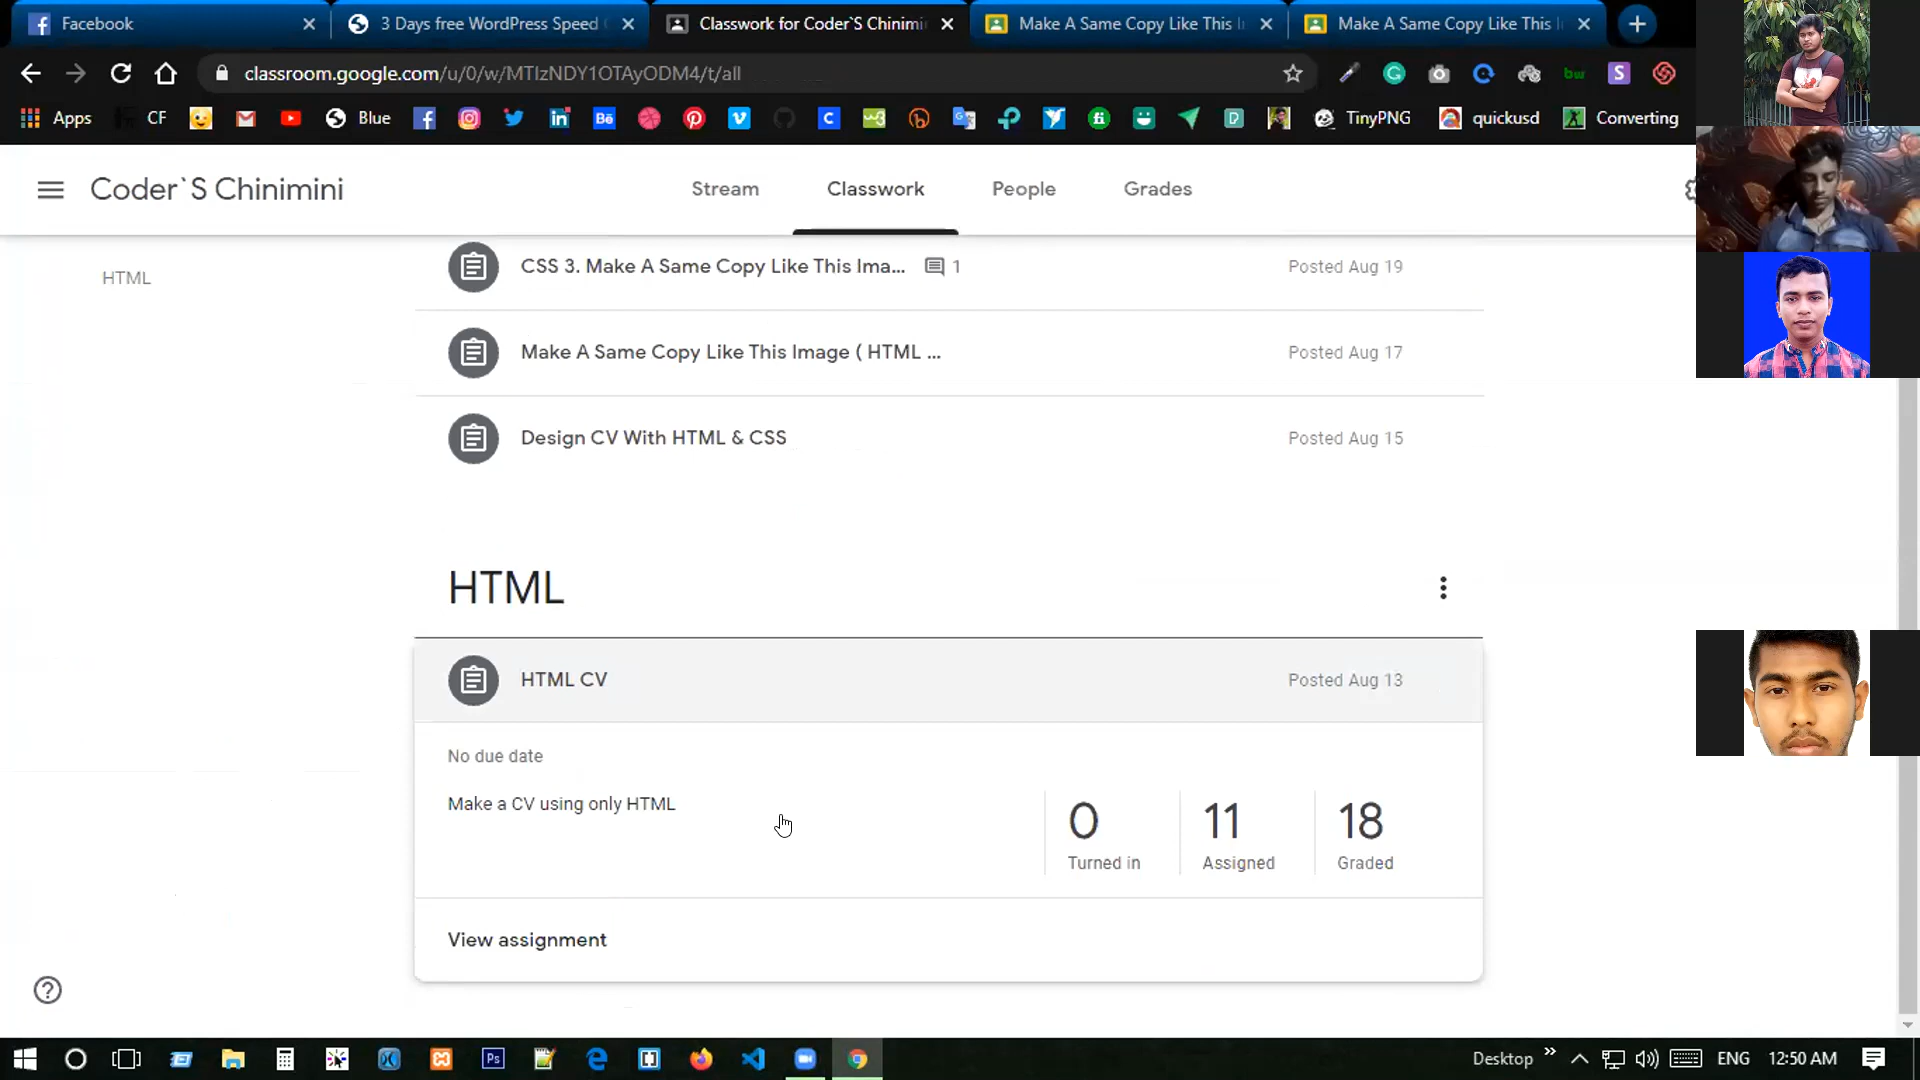 Facebook
3 Days free WordPress Speed
Classwork for Coder`S Chinimi
Make A Same Copy Like This I
Make A Same Copy Like This I
classroom.google.com/u/0/w/MTIzNDY1OTAyODM4/t/all
Apps
CF
Blue
TinyPNG
quickusd
Converting
Coder`S Chinimini
Stream
Classwork
People
Grades
HTML
CSS 3. Make A Same Copy Like This Ima...
1
Posted Aug 19
Make A Same Copy Like This Image ( HTML ...
Posted Aug 17
Design CV With HTML & CSS
Posted Aug 15
HTML
HTML CV
Posted Aug 13
No due date
Make a CV using only HTML
0
11
18
Turned in
Assigned
Graded
View assignment
Desktop
ENG
12:50 AM